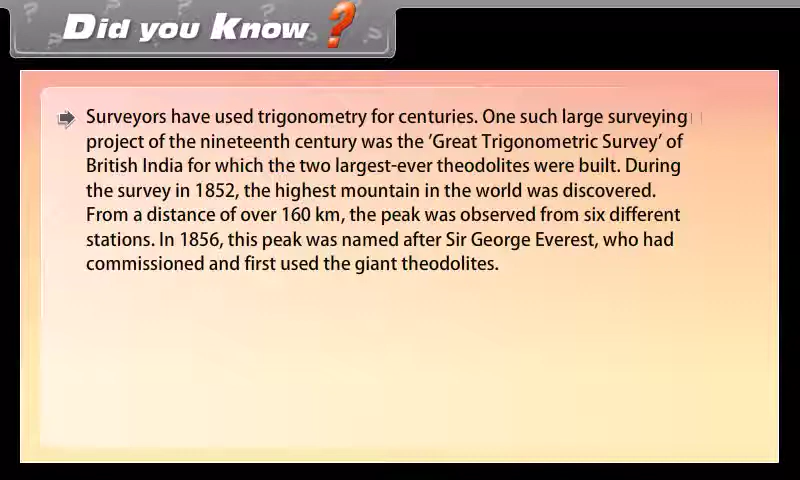 Did you Know ?
Surveyors have used trigonometry for centuries. One such large surveying
project of the nineteenth century was the ‘Great Trigonometric Survey’ of
British India for which the two largest-ever theodolites were built. During
the survey in 1852, the highest mountain in the world was discovered.
From a distance of over 160 km, the peak was observed from six different
stations. In 1856, this peak was named after Sir George Everest, who had
commissioned and first used the giant theodolites.